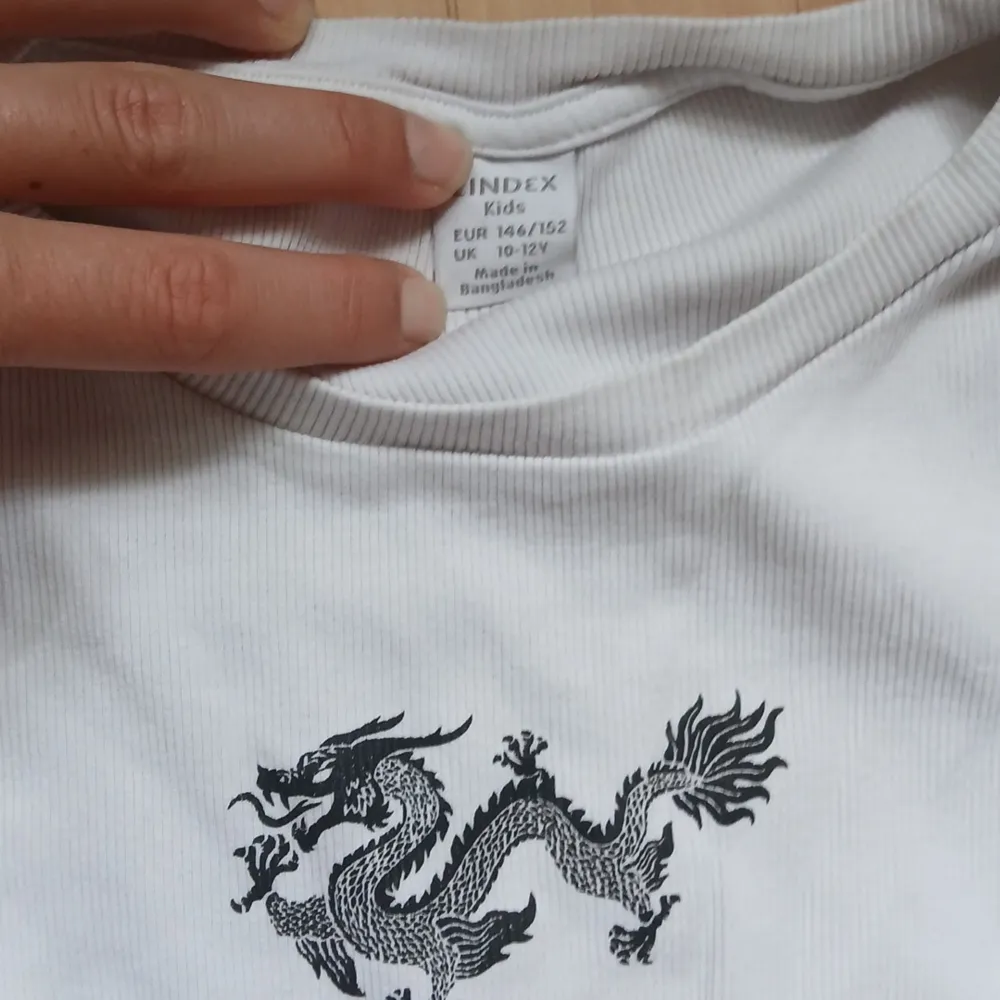 LINDEX
Kids
EUR 146/152
UK 10-12Y
Made in
Bangladesh